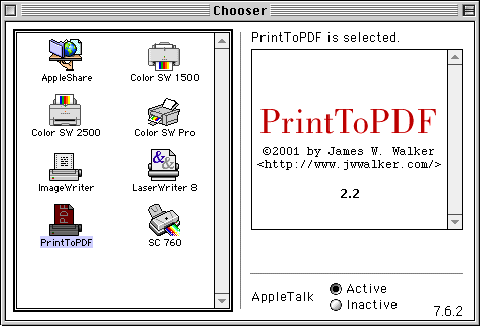 Chooser
AppleShare
Color SW 1500
Color SW 2500
Color SW Pro
ImageWriter
LaserWriter 8
PDF
PrintToPDF
SC 760
PrintToPDF is selected.
PrintToPDF
©2001 by James W. Walker
<http://www.jwwalker.com/>
2.2
AppleTalk
Active
Inactive
7.6.2